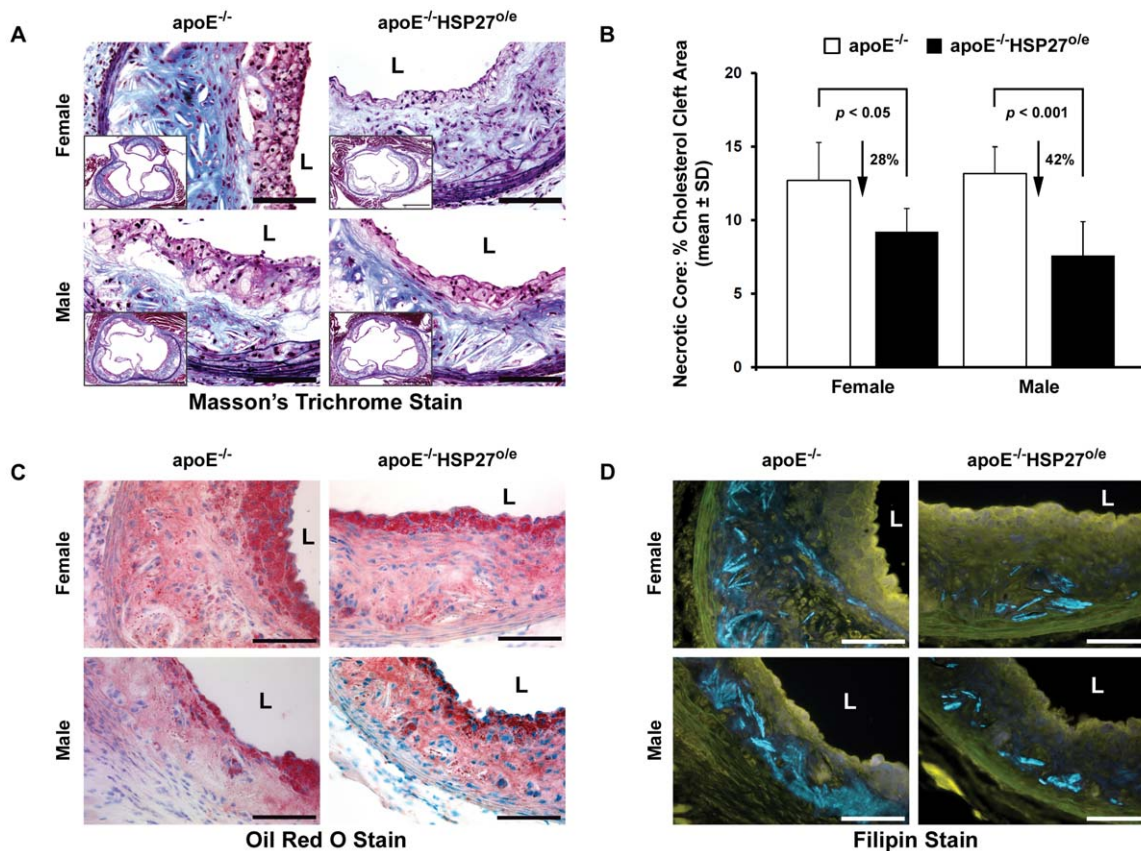 A
apoE-/-
apoE-/-HSP27o/e
Female
L
L
Male
L
L
Masson's Trichrome Stain
B
apoE-/- apoE-/-HSP27o/e
Necrotic Core: % Cholesterol Cleft Area
(mean ± SD)
20
15
10
5
0
p < 0.05
28%
p < 0.001
42%
Female
Male
C
apoE-/-
apoE-/-HSP27o/e
Female
L
L
Male
L
L
Oil Red O Stain
D
apoE-/-
apoE-/-HSP27o/e
Female
L
L
Male
L
L
Filipin Stain